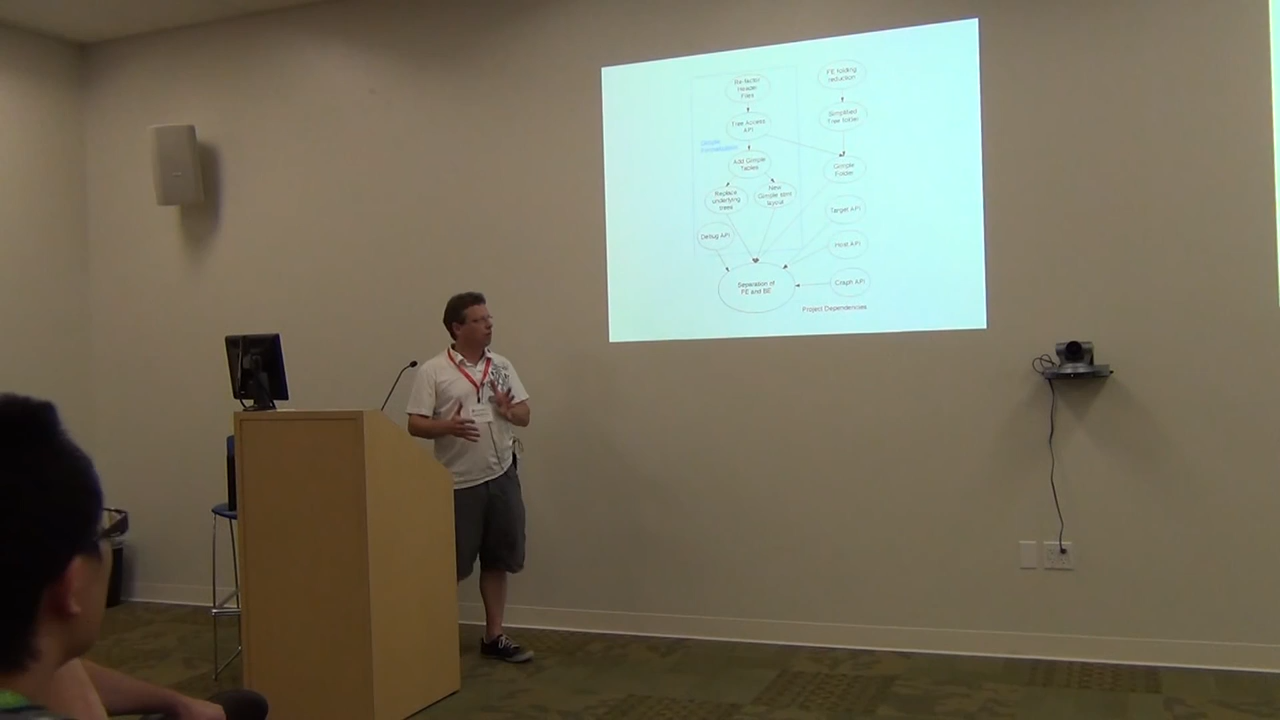 Re-factor
Header
Files
FE folding
reduction
Tree Access
API
Simplified
Tree folder
Gimple
Add Gimple
Tables
Gimple
Folder
Replace
underlying
trees
New
Gimple stmt
layout
Target API
Debug API
Host API
Separation of
FE and BE
Graph API
Project Dependencies